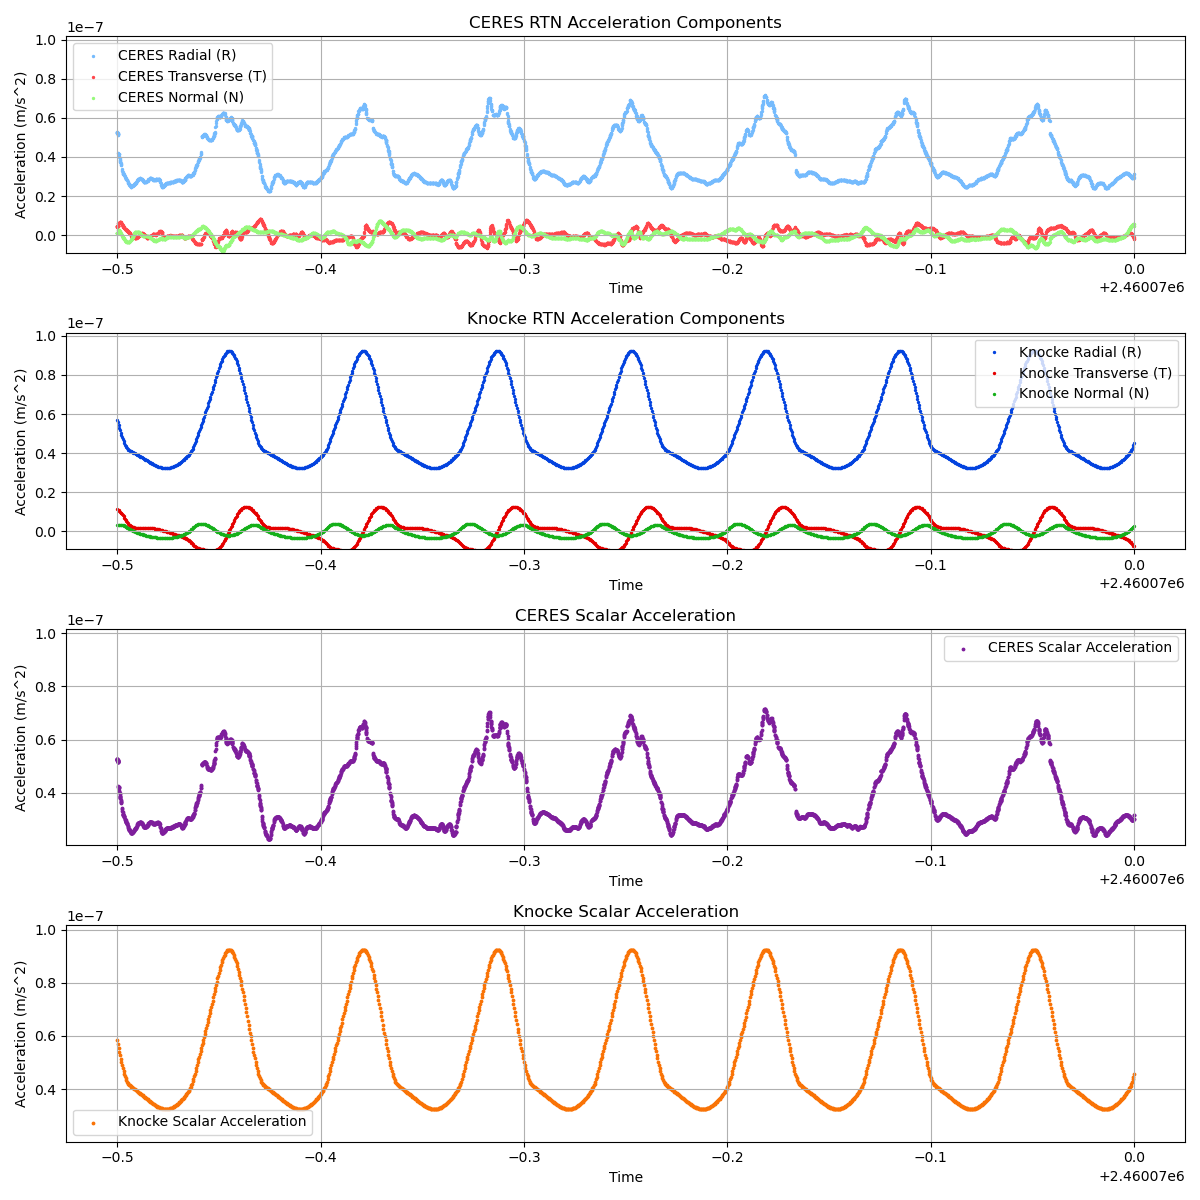 CERES RTN Acceleration Components
1e−7
1.0
0.8
0.6
0.4
0.2
0.0
Acceleration (m/s^2)
CERES Radial (R)
CERES Transverse (T)
CERES Normal (N)
−0.5 −0.4 −0.3 −0.2 −0.1 0.0
Time
+2.46007e6
Knocke RTN Acceleration Components
1e−7
1.0
0.8
0.6
0.4
0.2
0.0
Acceleration (m/s^2)
Knocke Radial (R)
Knocke Transverse (T)
Knocke Normal (N)
−0.5 −0.4 −0.3 −0.2 −0.1 0.0
Time
+2.46007e6
CERES Scalar Acceleration
1e−7
1.0
0.8
0.6
0.4
Acceleration (m/s^2)
CERES Scalar Acceleration
−0.5 −0.4 −0.3 −0.2 −0.1 0.0
Time
+2.46007e6
Knocke Scalar Acceleration
1e−7
1.0
0.8
0.6
0.4
Acceleration (m/s^2)
Knocke Scalar Acceleration
−0.5 −0.4 −0.3 −0.2 −0.1 0.0
Time
+2.46007e6